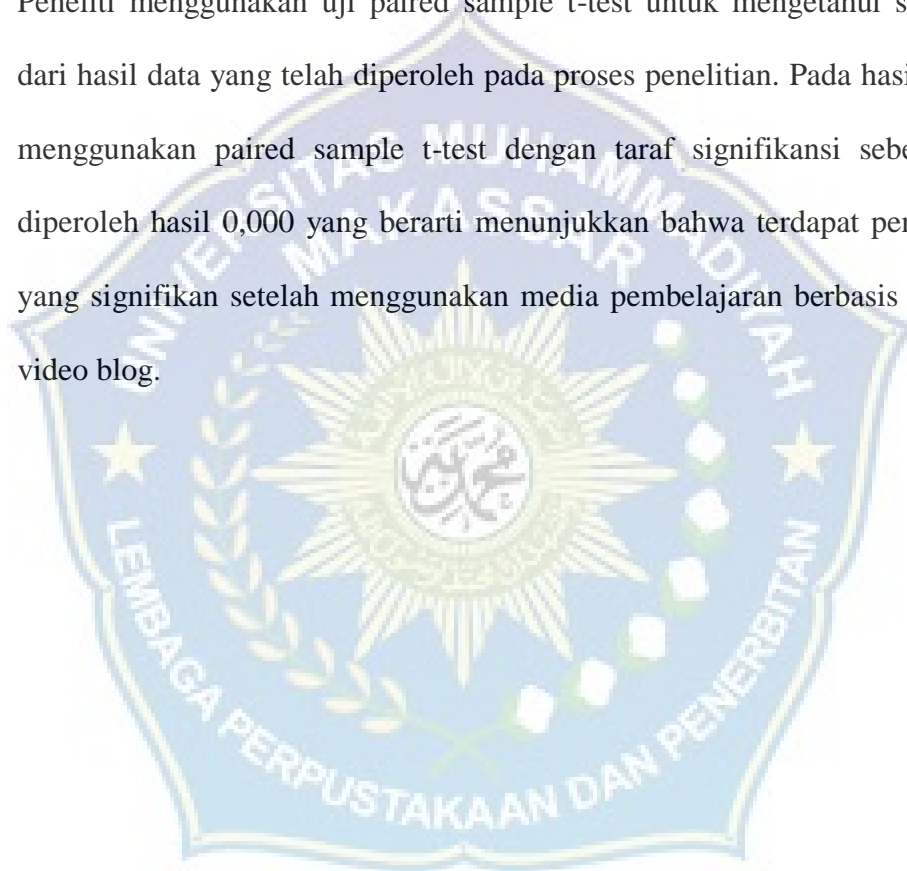 Peneliti menggunakan uji paired sample t-test untuk mengetahui s
dari hasil data yang telah diperoleh pada proses penelitian. Pada hasi
menggunakan paired sample t-test dengan taraf signifikansi sebe
diperoleh hasil 0,000 yang berarti menunjukkan bahwa terdapat per
yang signifikan setelah menggunakan media pembelajaran berbasis
video blog.
UNIVERSITAS MUHAMMADIYAH
MAKASSAR
LEMBAGA PERPUSTAKAAN DAN PENERBITAN